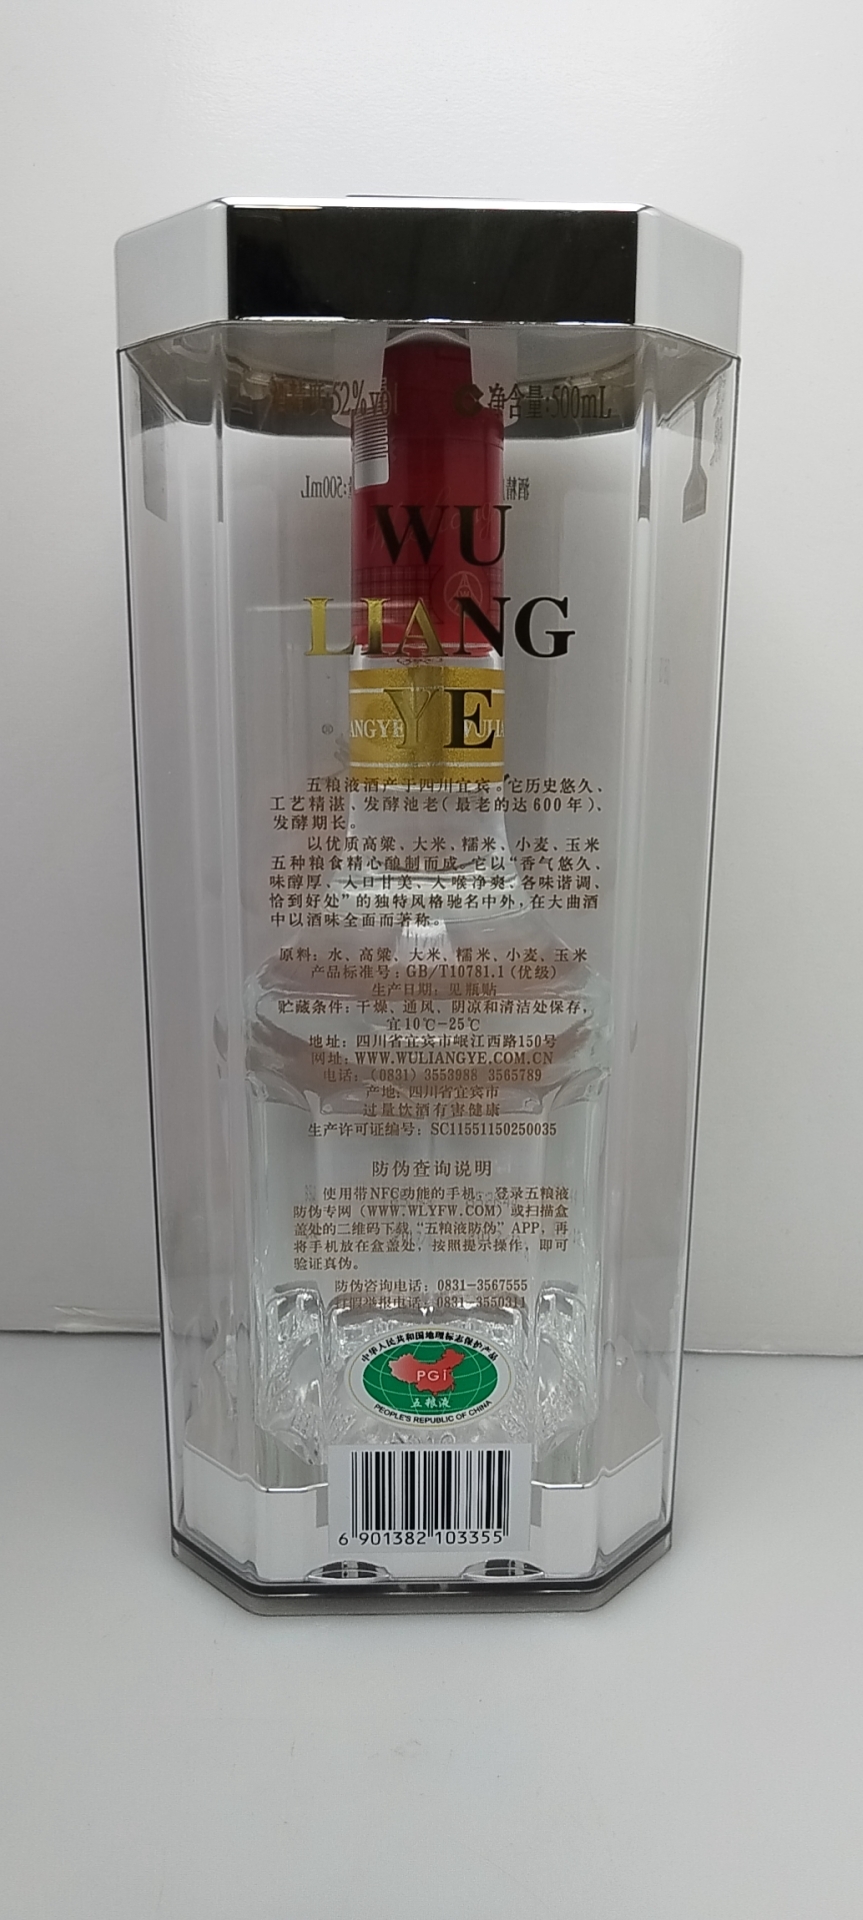 52%vol 净含量:500mL
WU
LIANG
YE
ANGYE WULIA
五粮液酒产于四川宜宾。它历史悠久、
工艺精湛、发酵池老(最老的达600年)、
发酵期长。
以优质高粱、大米、糯米、小麦、玉米
五种粮食精心酿制而成。它以“香气悠久、
味醇厚、入口甘美、入喉净爽、各味谐调、
恰到好处”的独特风格驰名中外,在大曲酒
中以酒味全面而著称。
原料:水、高粱、大米、糯米、小麦、玉米
产品标准号:GB/T10781.1(优级)
生产日期:见瓶贴
贮藏条件:干燥、通风、阴凉和清洁处保存,
宜10℃-25℃
地址:四川省宜宾市岷江西路150号
网址:WWW.WULIANGYE.COM.CN
电话:(0831) 3553988 3565789
产地:四川省宜宾市
过量饮酒有害健康
生产许可证编号:SC11551150250035
防伪查询说明
使用带NFC功能的手机,登录五粮液
防伪专网(WWW.WLYFW.COM)或扫描盒
盖处的二维码下载“五粮液防伪”APP,再
将手机放在盒盖处,按照提示操作,即可
验证真伪。
防伪咨询电话:0831-3567555
打假举报电话:0831-3550311
中华人民共和国地理标志保护产品
PGI
五粮液
PEOPLE'S REPUBLIC OF CHINA
6 901382 103355